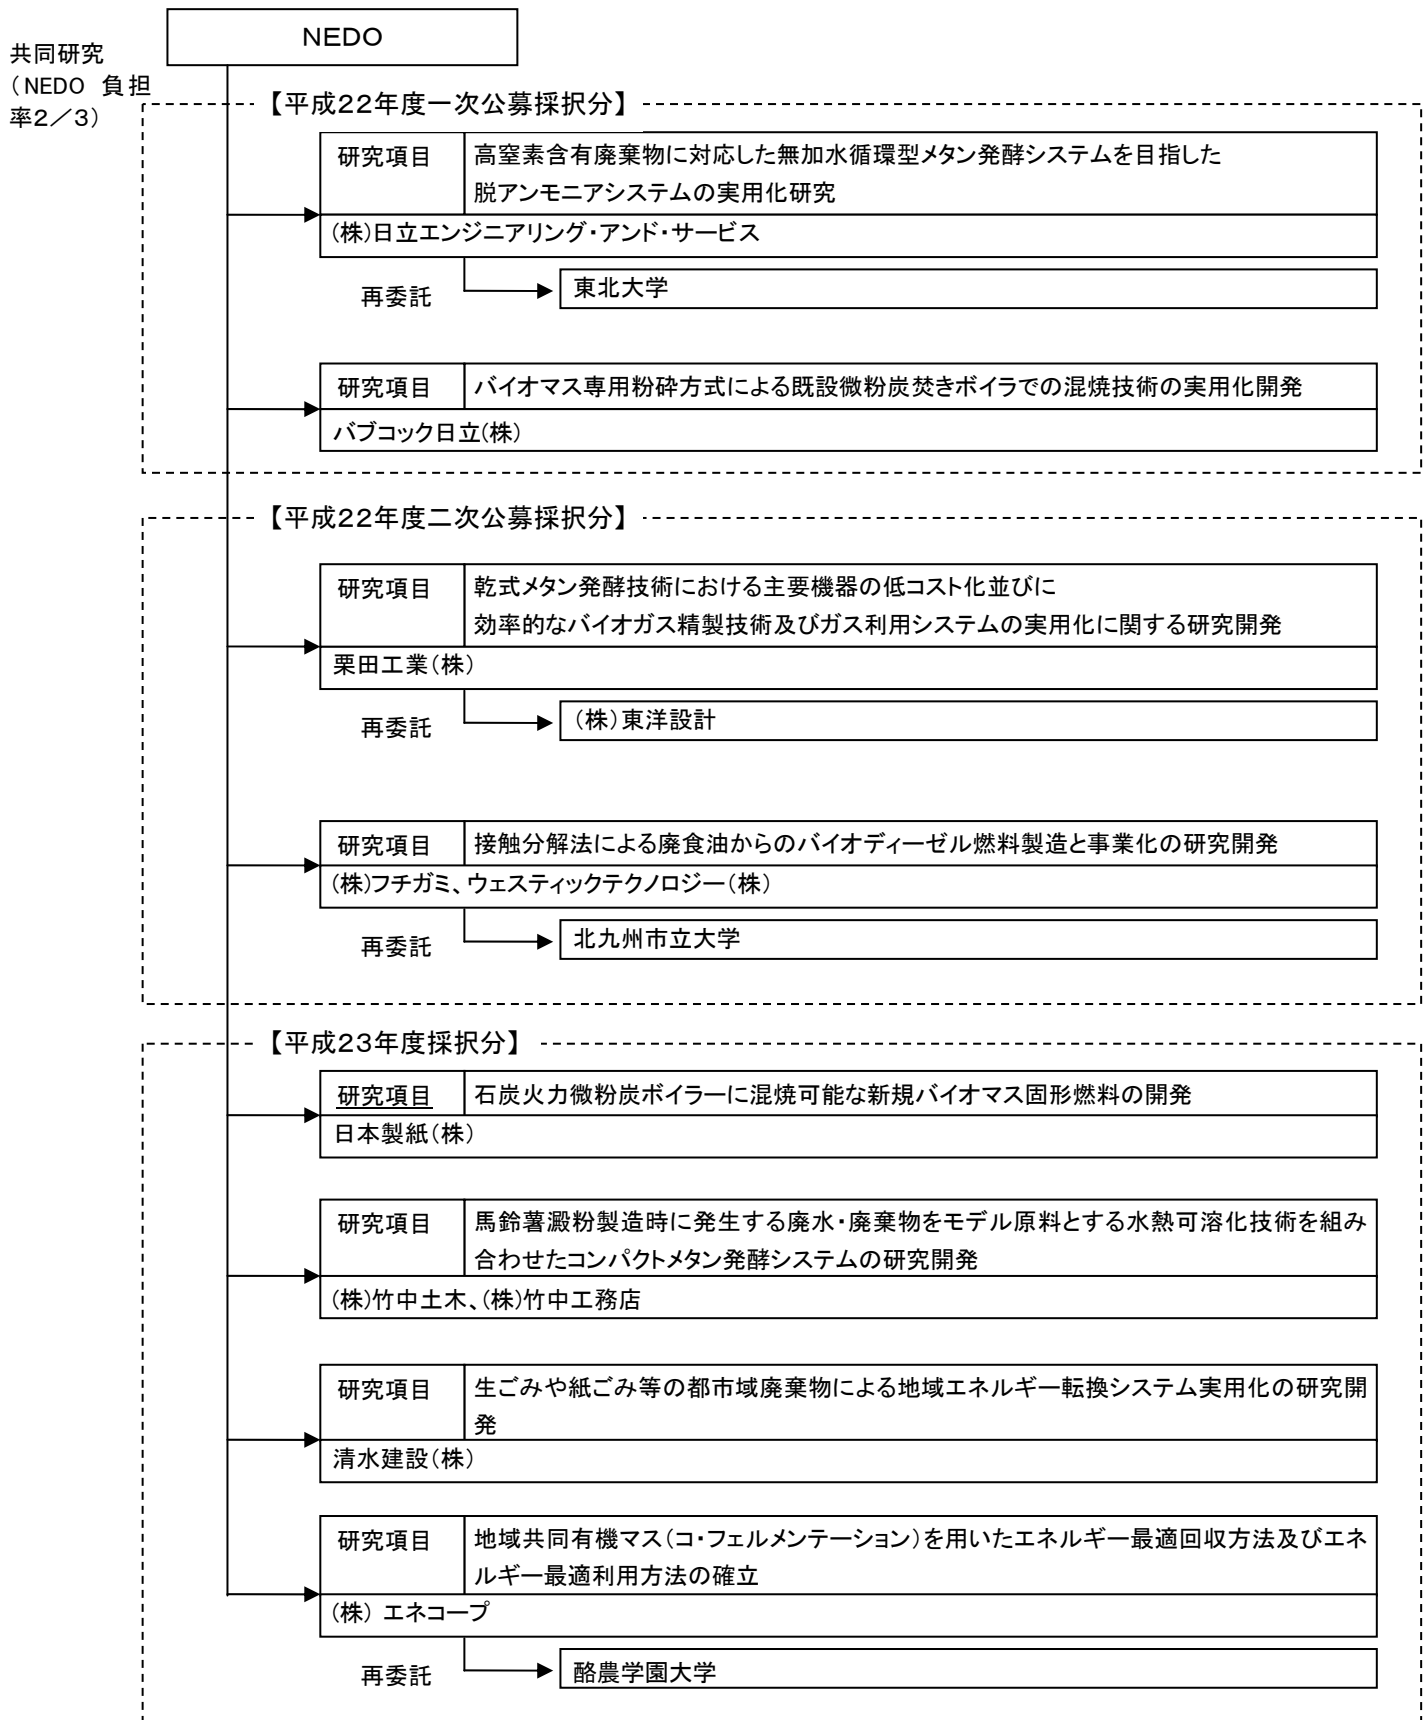 NEDO
共同研究
(NEDO 負担
率2／3)
【平成22年度一次公募採択分】
研究項目
高窒素含有廃棄物に対応した無加水循環型メタン発酵システムを目指した
脱アンモニアシステムの実用化研究
(株)日立エンジニアリング・アンド・サービス
再委託
東北大学
研究項目
バイオマス専用粉砕方式による既設微粉炭焚きボイラでの混焼技術の実用化開発
バブコック日立(株)
【平成22年度二次公募採択分】
研究項目
乾式メタン発酵技術における主要機器の低コスト化並びに
効率的なバイオガス精製技術及びガス利用システムの実用化に関する研究開発
栗田工業(株)
再委託
(株)東洋設計
研究項目
接触分解法による廃食油からのバイオディーゼル燃料製造と事業化の研究開発
(株)フチガミ、ウェスティックテクノロジー(株)
再委託
北九州市立大学
【平成23年度採択分】
研究項目
石炭火力微粉炭ボイラーに混焼可能な新規バイオマス固形燃料の開発
日本製紙(株)
研究項目
馬鈴薯澱粉製造時に発生する廃水・廃棄物をモデル原料とする水熱可溶化技術を組み
合わせたコンパクトメタン発酵システムの研究開発
(株)竹中土木、(株)竹中工務店
研究項目
生ごみや紙ごみ等の都市域廃棄物による地域エネルギー転換システム実用化の研究開
発
清水建設(株)
研究項目
地域共同有機マス(コ・フェルメンテーション)を用いたエネルギー最適回収方法及びエネ
ルギー最適利用方法の確立
(株) エネコープ
再委託
酪農学園大学